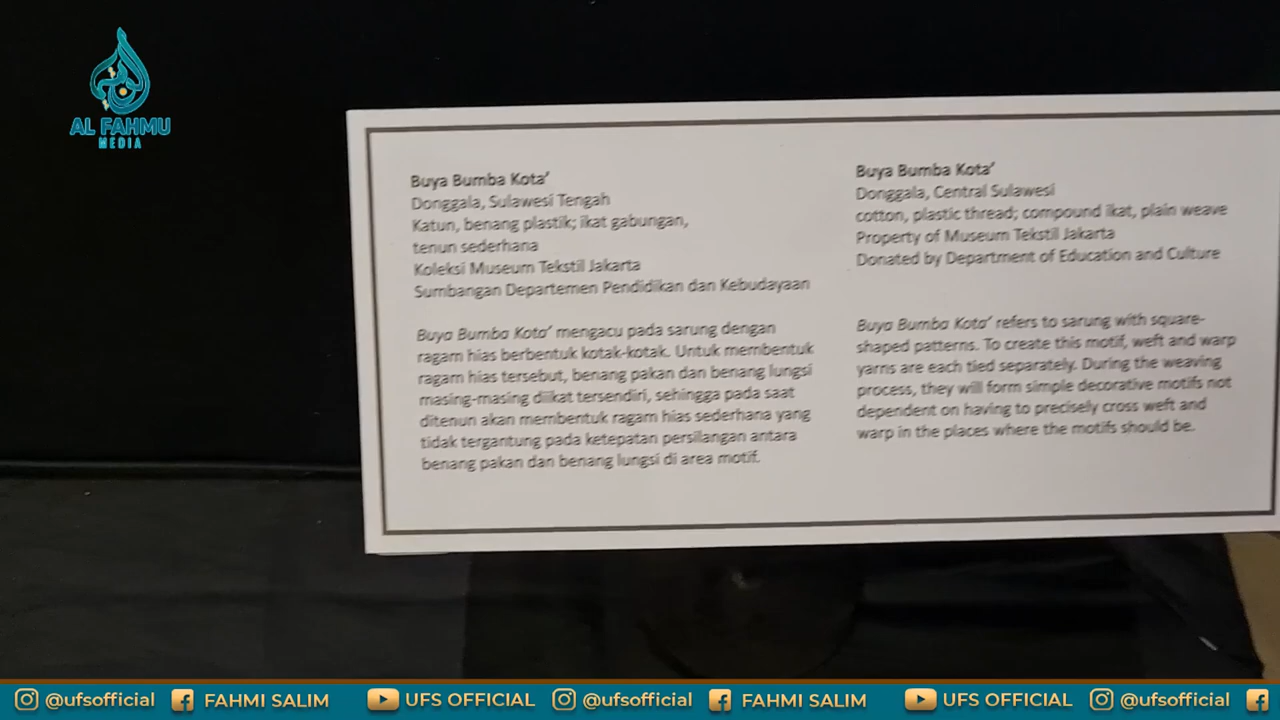 AL FAHMU
MEDIA
Buya Bumba Kota'
Donggala, Sulawesi Tengah
Katun, benang plastik; ikat gabungan,
tenun sederhana
Koleksi Museum Tekstil Jakarta
Sumbangan Departemen Pendidikan dan Kebudayaan
Buya Bumba Kota' mengacu pada sarung dengan
ragam hias berbentuk kotak-kotak. Untuk membentuk
ragam hias tersebut, benang pakan dan benang lungsi
masing-masing diikat tersendiri, sehingga pada saat
ditenun akan membentuk ragam hias sederhana yang
tidak tergantung pada ketepatan persilangan antara
benang pakan dan benang lungsi di area motif.
Buya Bumba Kota'
Donggala, Central Sulawesi
cotton, plastic thread; compound ikat, plain weave
Property of Museum Tekstil Jakarta
Donated by Department of Education and Culture
Buya Bumba Kota' refers to sarung with square-
shaped patterns. To create this motif, weft and warp
yarns are each tied separately. During the weaving
process, they will form simple decorative motifs not
dependent on having to precisely cross weft and
warp in the places where the motifs should be.
@ufsofficial FAHMI SALIM UFS OFFICIAL @ufsofficial FAHMI SALIM UFS OFFICIAL @ufsofficial